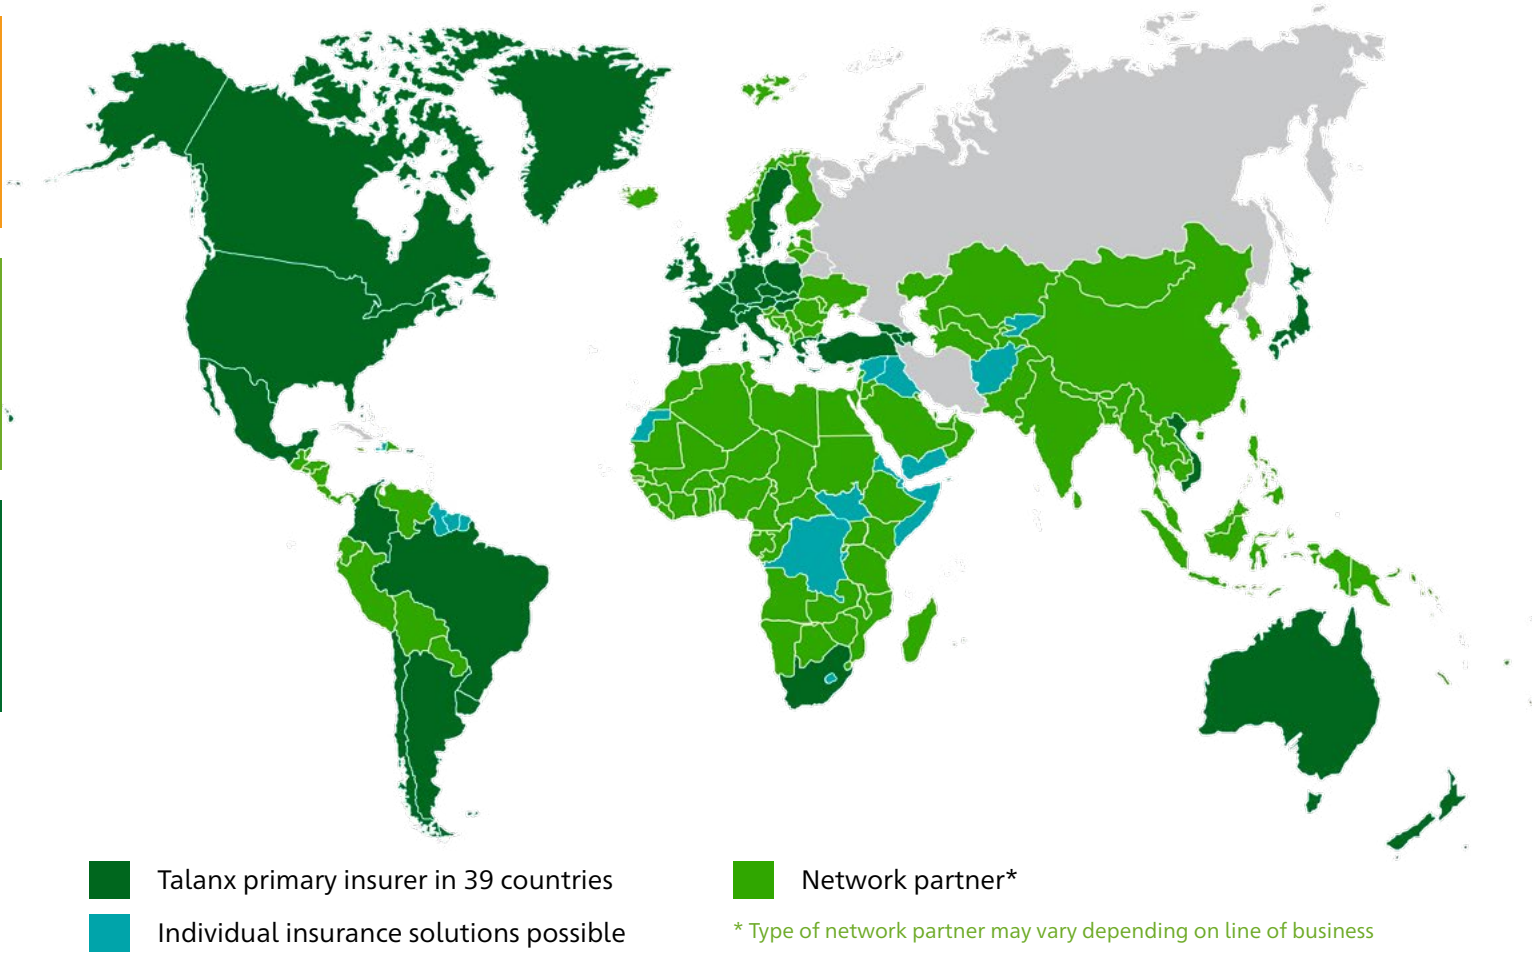 Talanx primary insurer in 39 countries
Network partner*
Individual insurance solutions possible
* Type of network partner may vary depending on line of business